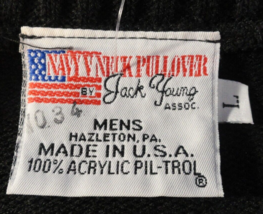 NAVY V NECK PULLOVER
BY Jack Young
ASSOC.
10.34
MENS
HAZLETON, PA.
MADE IN U.S.A.
100% ACRYLIC PIL-TROL ®
L